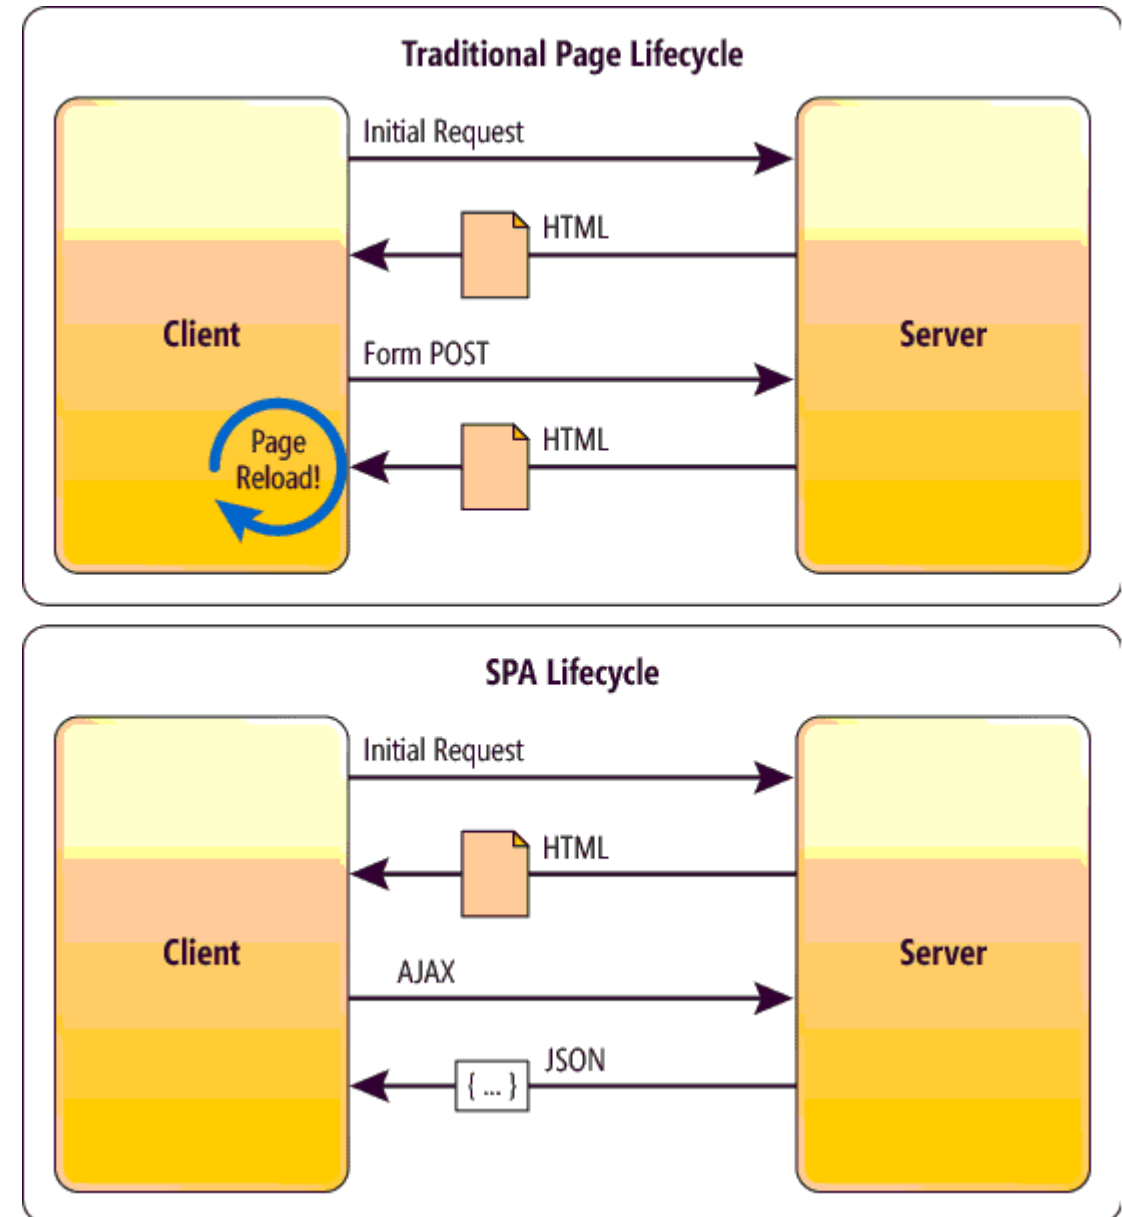 Traditional Page Lifecycle
Initial Request
HTML
Client
Server
Form POST
HTML
Page
Reload!
SPA Lifecycle
Initial Request
HTML
Client
Server
AJAX
JSON
{ ... }